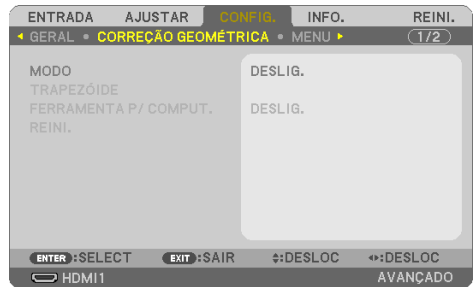 ENTRADA AJUSTAR CONFIG. INFO. REINI.
GERAL • CORREÇÃO GEOMÉTRICA • MENU 1/2
MODO DESLIG.
TRAPEZÓIDE
FERRAMENTA P/ COMPUT. DESLIG.
REINI.
ENTER :SELECT EXIT :SAIR :DESLOC :DESLOC
HDMI1 AVANÇADO